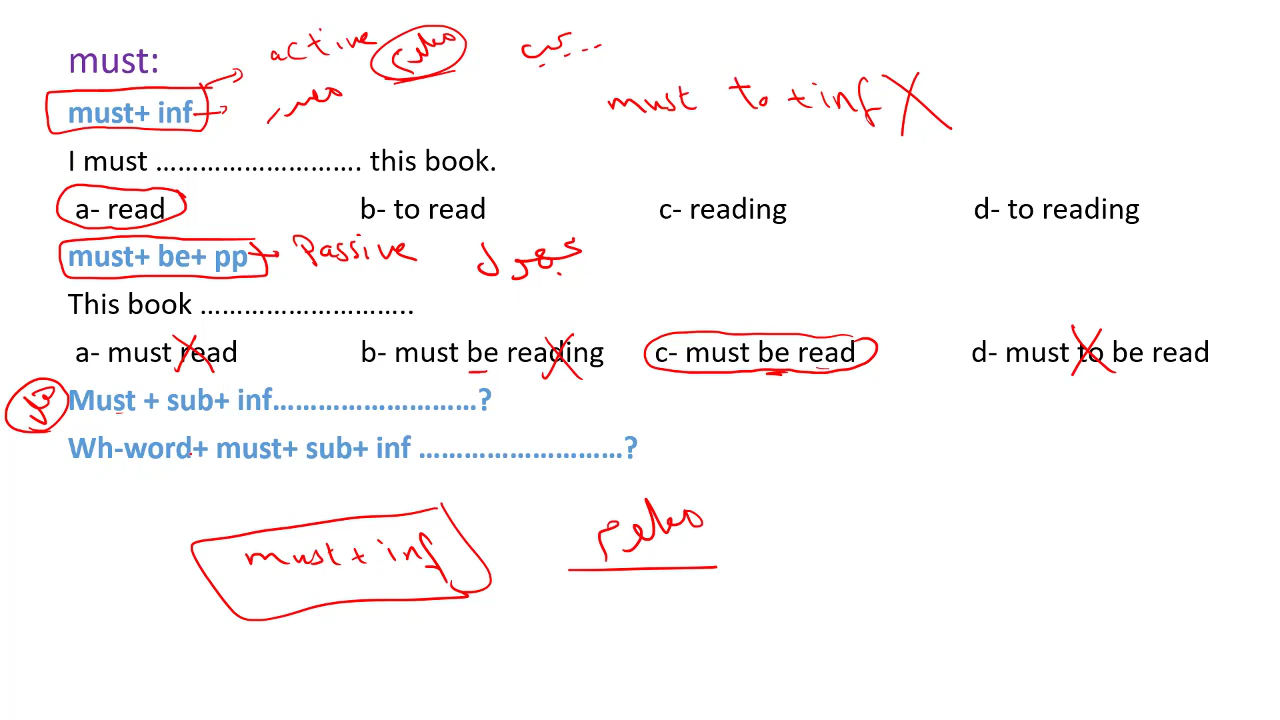 must:
active معلوم يجب...
must+ inf
مصدر
must to + inf X
I must ………………………. this book.
a- read b- to read c- reading d- to reading
must+ be+ pp Passive مجهول
This book ………………………..
a- must read b- must be reading c- must be read d- must to be read
Must + sub+ inf………………………?
Wh-word+ must+ sub+ inf ………………………?
must + inf معلوم